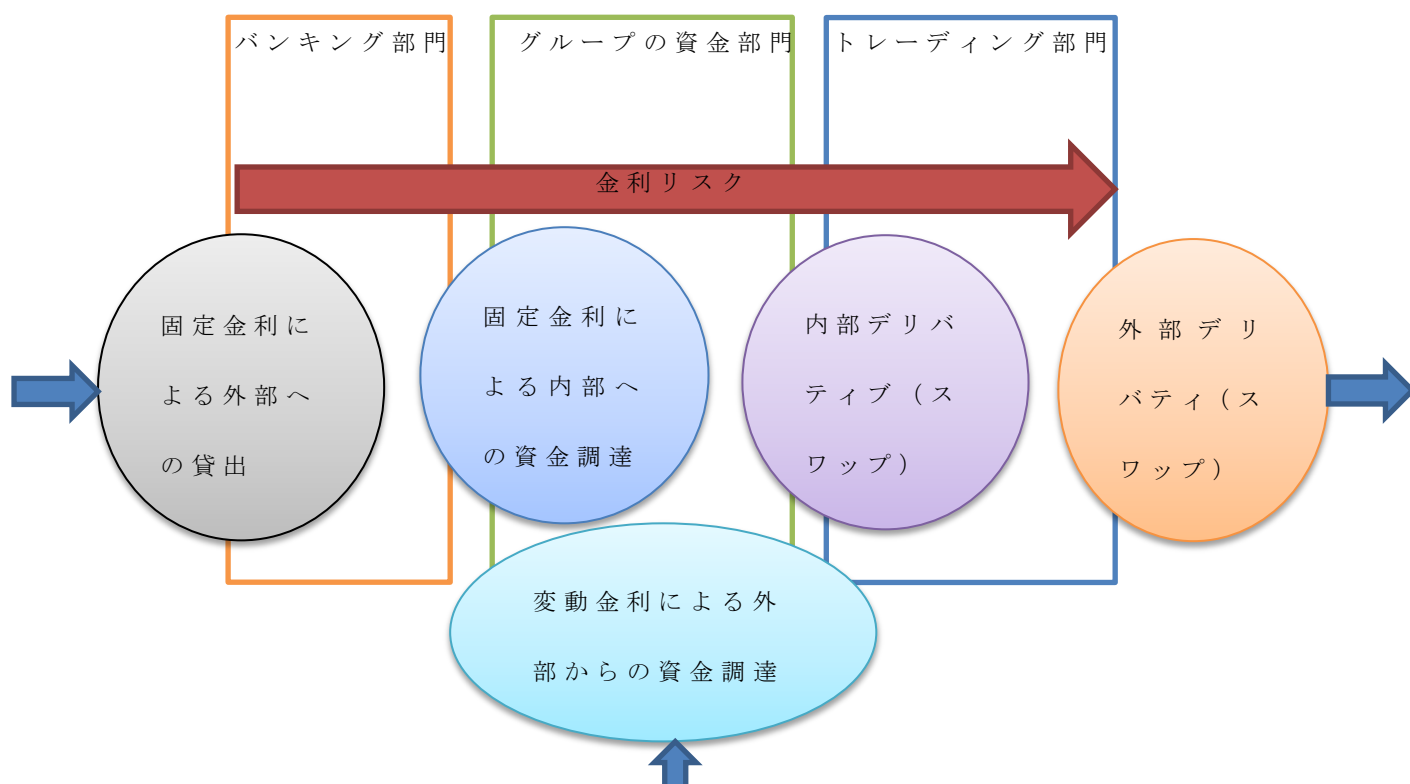 バンキング部門
グループの資金部門
トレーディング部門
金利リスク
固定金利に
よる外部へ
の貸出
固定金利に
よる内部へ
の資金調達
内部デリバ
ティブ（ス
ワップ）
外部デリ
バティ（ス
ワップ）
変動金利による外
部からの資金調達